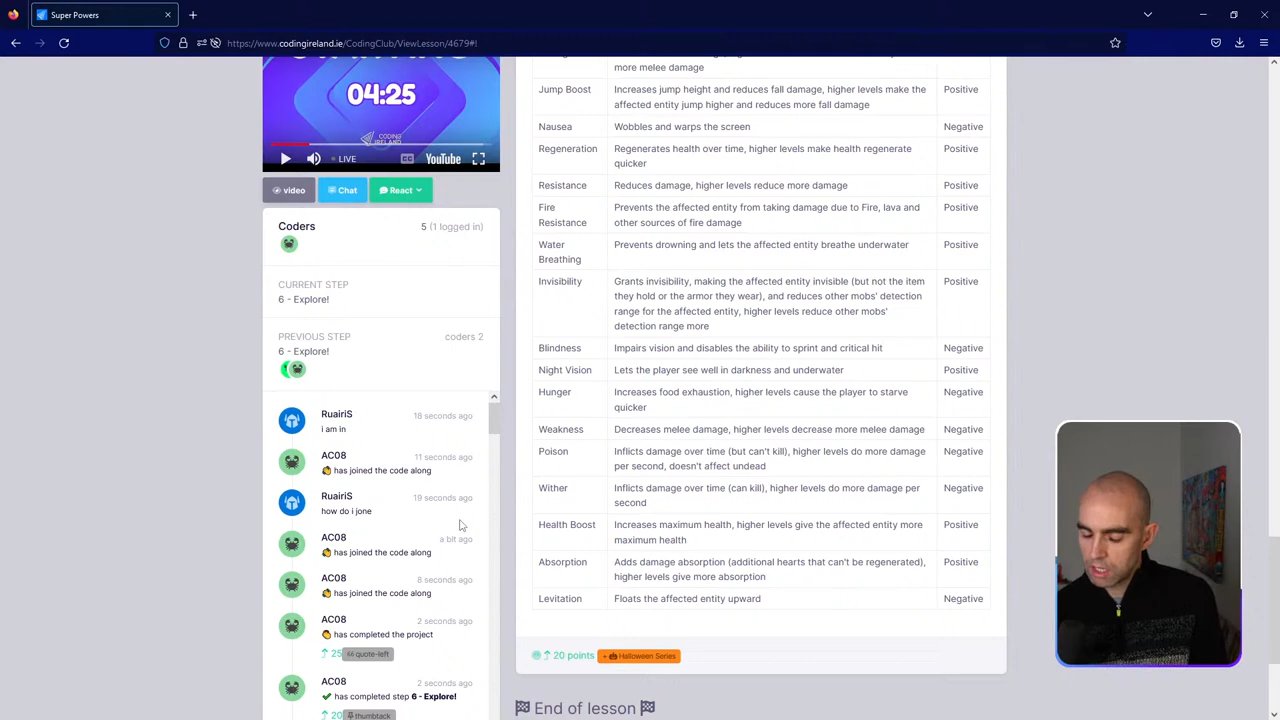 Super Powers
https://www.codingireland.ie/CodingClub/ViewLesson/4679#!
04:25
CODING
IRELAND
LIVE
CC
YouTube
video
Chat
React
Coders
5 (1 logged in)
CURRENT STEP
6 - Explore!
PREVIOUS STEP
coders 2
6 - Explore!
RuairiS
18 seconds ago
i am in
AC08
11 seconds ago
has joined the code along
RuairiS
19 seconds ago
how do i jone
AC08
a bit ago
has joined the code along
AC08
8 seconds ago
has joined the code along
AC08
2 seconds ago
has completed the project
25 quote-left
AC08
2 seconds ago
has completed step 6 - Explore!
20 thumbtack
more melee damage
Jump Boost
Increases jump height and reduces fall damage, higher levels make the
affected entity jump higher and reduces more fall damage
Positive
Nausea
Wobbles and warps the screen
Negative
Regeneration
Regenerates health over time, higher levels make health regenerate
quicker
Positive
Resistance
Reduces damage, higher levels reduce more damage
Positive
Fire
Resistance
Prevents the affected entity from taking damage due to Fire, lava and
other sources of fire damage
Positive
Water
Breathing
Prevents drowning and lets the affected entity breathe underwater
Positive
Invisibility
Grants invisibility, making the affected entity invisible (but not the item
they hold or the armor they wear), and reduces other mobs' detection
range for the affected entity, higher levels reduce other mobs'
detection range more
Positive
Blindness
Impairs vision and disables the ability to sprint and critical hit
Negative
Night Vision
Lets the player see well in darkness and underwater
Positive
Hunger
Increases food exhaustion, higher levels cause the player to starve
quicker
Negative
Weakness
Decreases melee damage, higher levels decrease more melee damage
Negative
Poison
Inflicts damage over time (but can't kill), higher levels do more damage
per second, doesn't affect undead
Negative
Wither
Inflicts damage over time (can kill), higher levels do more damage per
second
Negative
Health Boost
Increases maximum health, higher levels give the affected entity more
maximum health
Positive
Absorption
Adds damage absorption (additional hearts that can't be regenerated),
higher levels give more absorption
Positive
Levitation
Floats the affected entity upward
Negative
20 points
+ Halloween Series
End of lesson